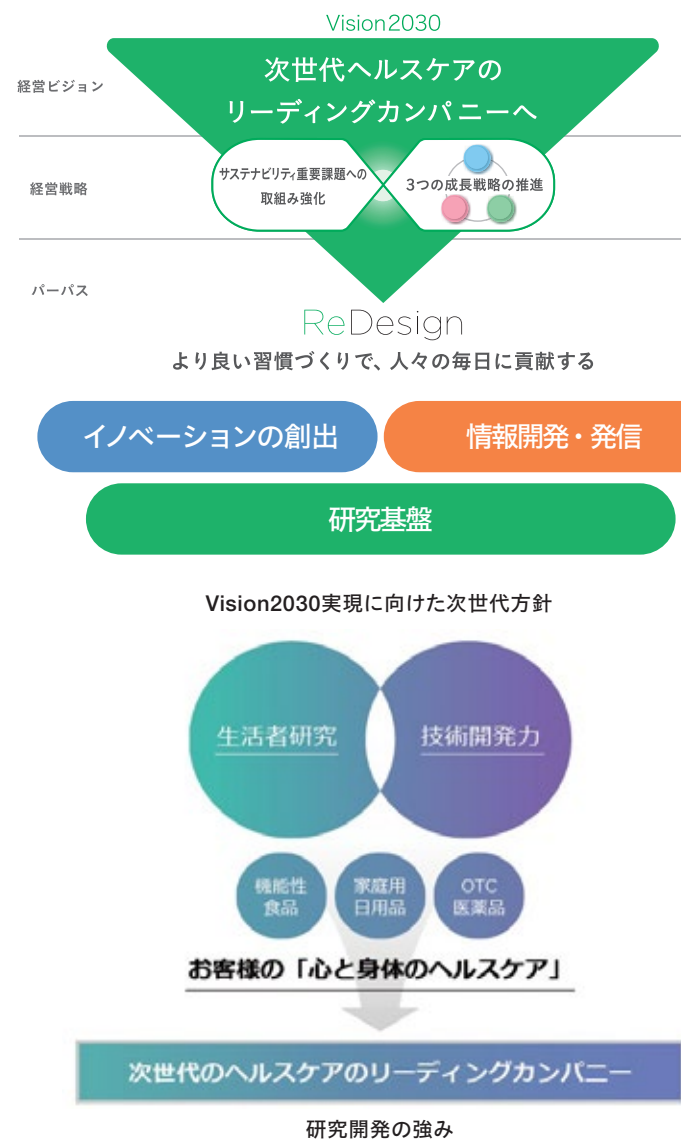 Vision2030
経営ビジョン
次世代ヘルスケアの
リーディングカンパニーへ
経営戦略
サステナビリティ重要課題への
取組み強化
3つの成長戦略の推進
パーパス
ReDesign
より良い習慣づくりで、人々の毎日に貢献する
イノベーションの創出
情報開発・発信
研究基盤
Vision2030実現に向けた次世代方針
生活者研究
技術開発力
機能性
食品
家庭用
日用品
OTC
医薬品
お客様の「心と身体のヘルスケア」
次世代のヘルスケアのリーディングカンパニー
研究開発の強み